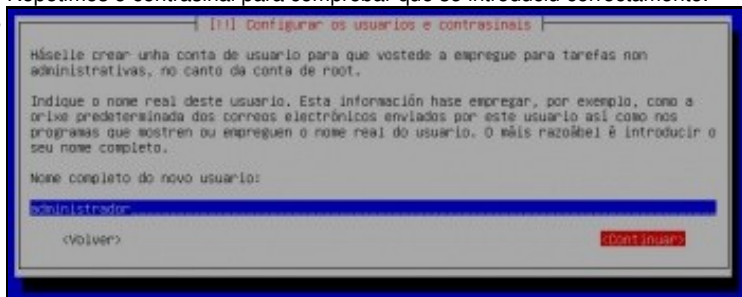 Repetimos o contrasinal para comprobar que se introduciu correctamente.
[!!] Configurar os usuarios e contrasinais
Háselle crear unha conta de usuario para que vostede a empregue para tarefas non
administrativas, no canto da conta de root.
Indique o nome real deste usuario. Esta información hase empregar, por exemplo, como a
orixe predeterminada dos correos electrónicos enviados por este usuario así como nos
programas que mostren ou empreguen o nome real do usuario. O máis razoábel é introducir o
seu nome completo.
Nome completo do novo usuario:
administrador
<Volver> <Continuar>